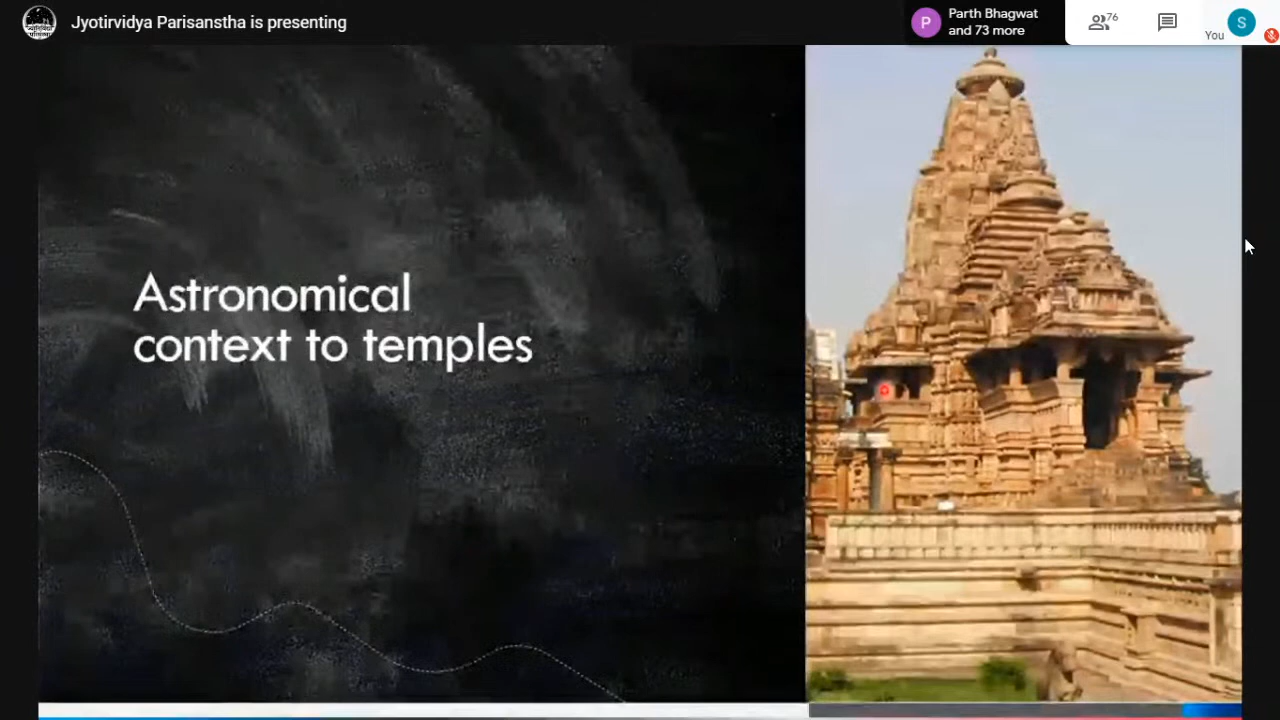 Jyotirvidya Parisanstha is presenting
Parth Bhagwat
and 73 more
P
76
You
S
Astronomical
context to temples